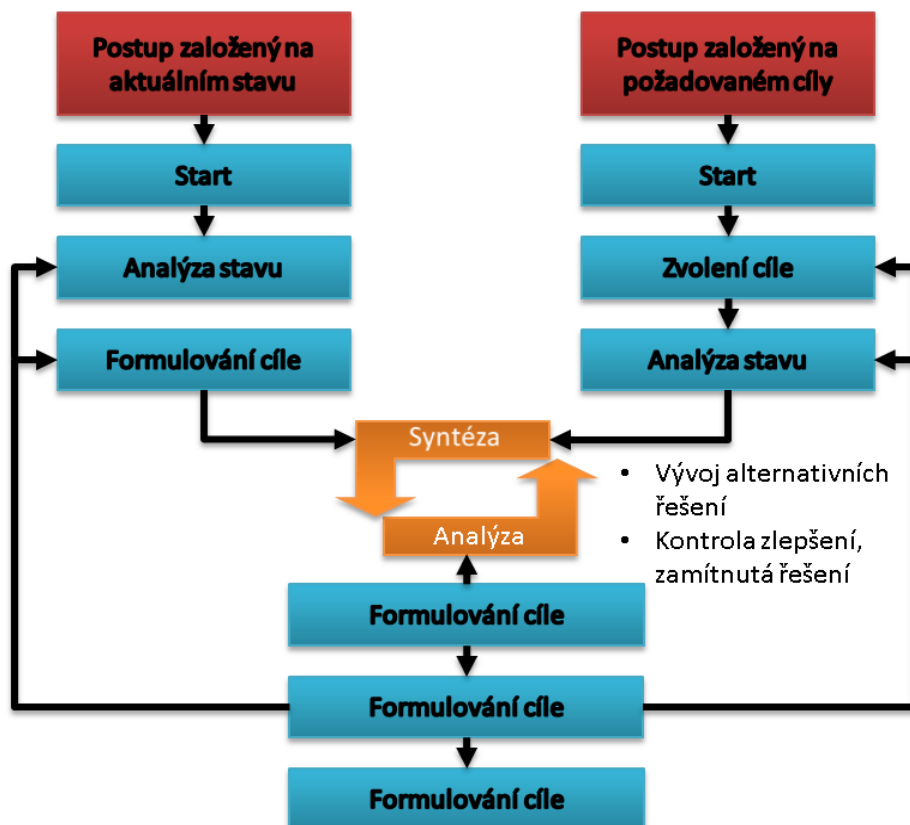 Postup založený na
aktuálním stavu
Postup založený na
požadovaném cíly
Start
Start
Analýza stavu
Zvolení cíle
Formulování cíle
Analýza stavu
Syntéza
Analýza
• Vývoj alternativních
řešení
• Kontrola zlepšení,
zamítnutá řešení
Formulování cíle
Formulování cíle
Formulování cíle